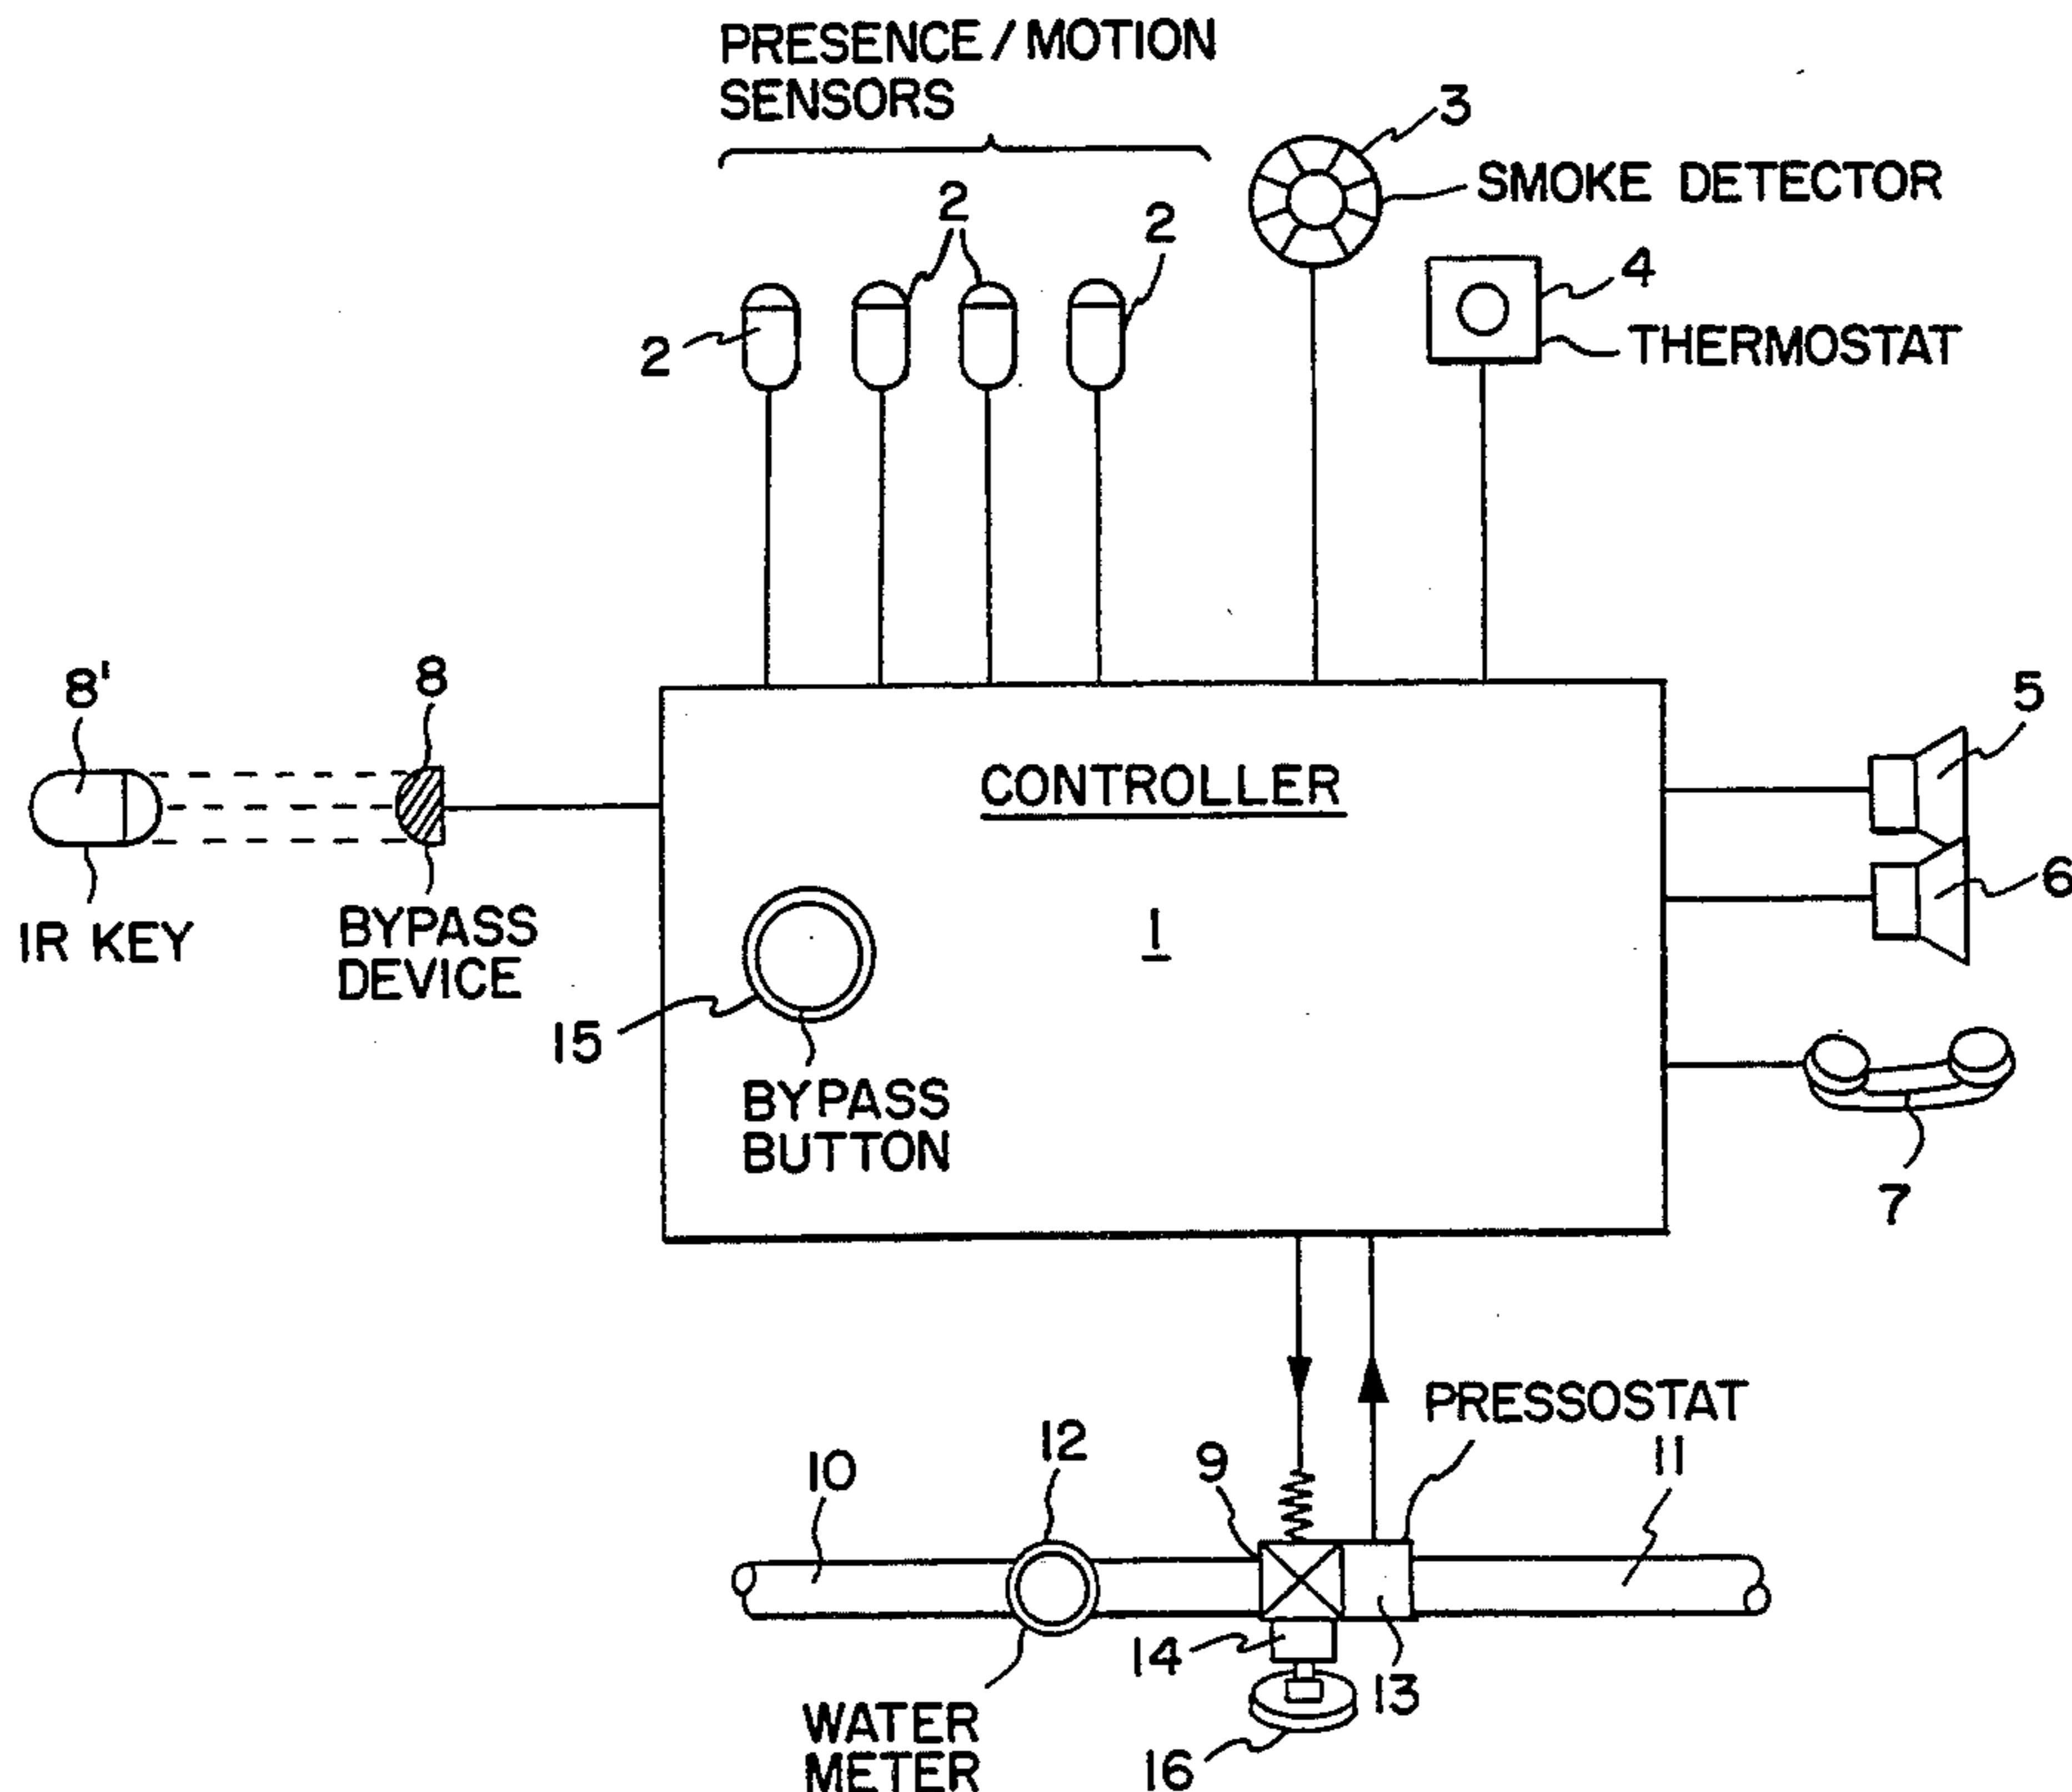 PRESENCE/MOTION
SENSORS
3
SMOKE DETECTOR
2
2
2
4
THERMOSTAT
8'
8
5
CONTROLLER
6
1
IR KEY
BYPASS
DEVICE
15
BYPASS
BUTTON
7
PRESSOSTAT
12
9
11
10
14
13
WATER
METER
16